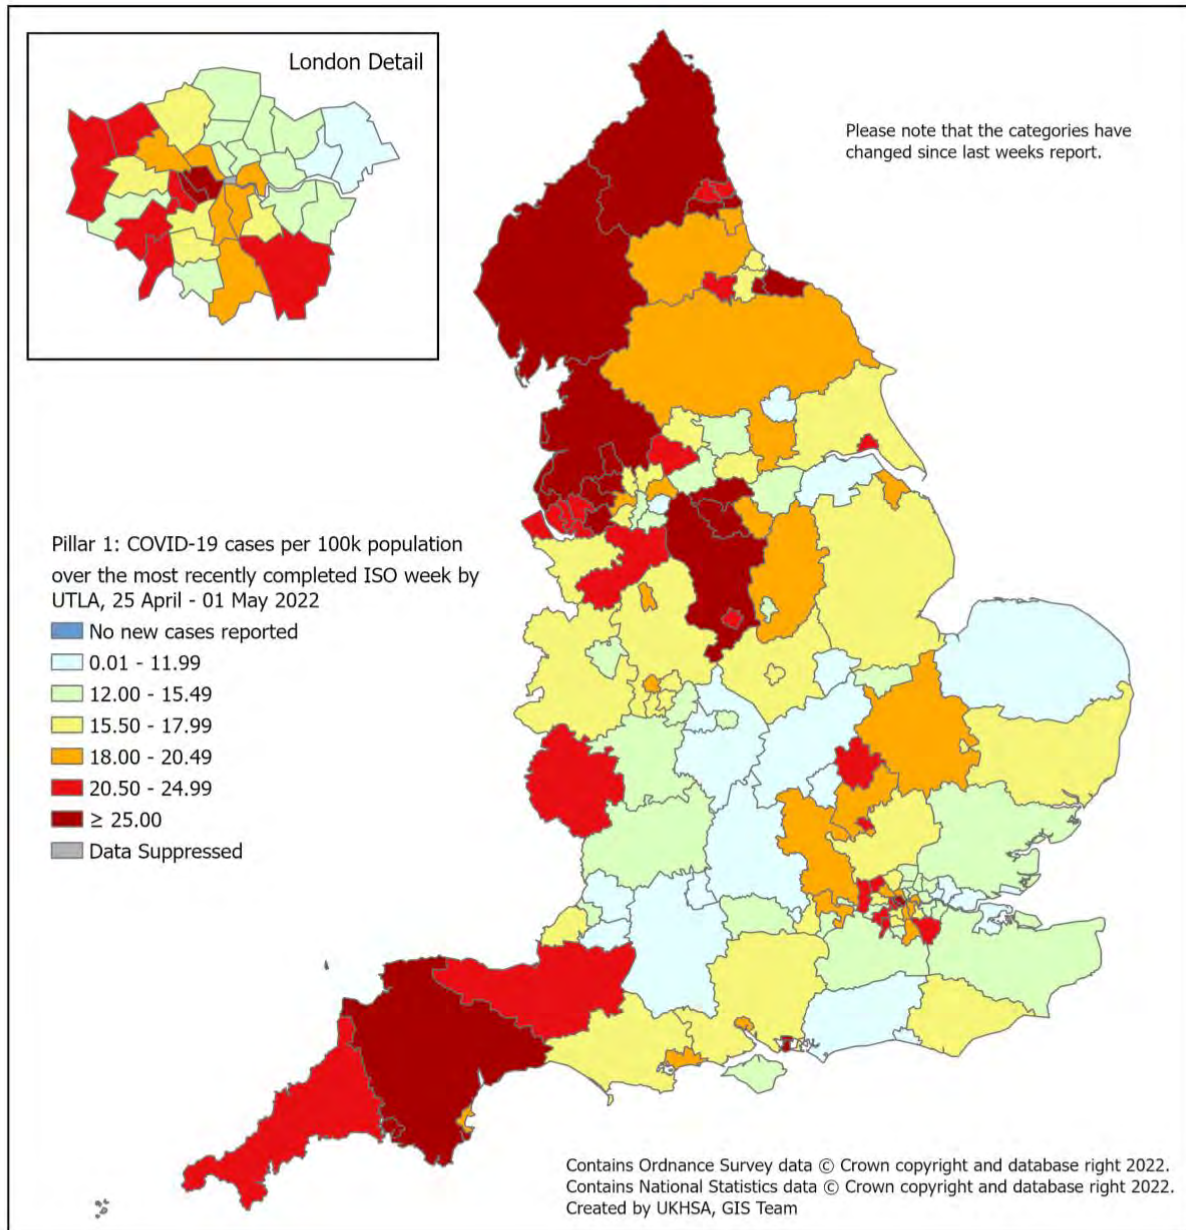 London Detail
Please note that the categories have
changed since last weeks report.
Pillar 1: COVID-19 cases per 100k population
over the most recently completed ISO week by
UTLA, 25 April - 01 May 2022
No new cases reported
0.01 - 11.99
12.00 - 15.49
15.50 - 17.99
18.00 - 20.49
20.50 - 24.99
≥ 25.00
Data Suppressed
Contains Ordnance Survey data © Crown copyright and database right 2022.
Contains National Statistics data © Crown copyright and database right 2022.
Created by UKHSA, GIS Team